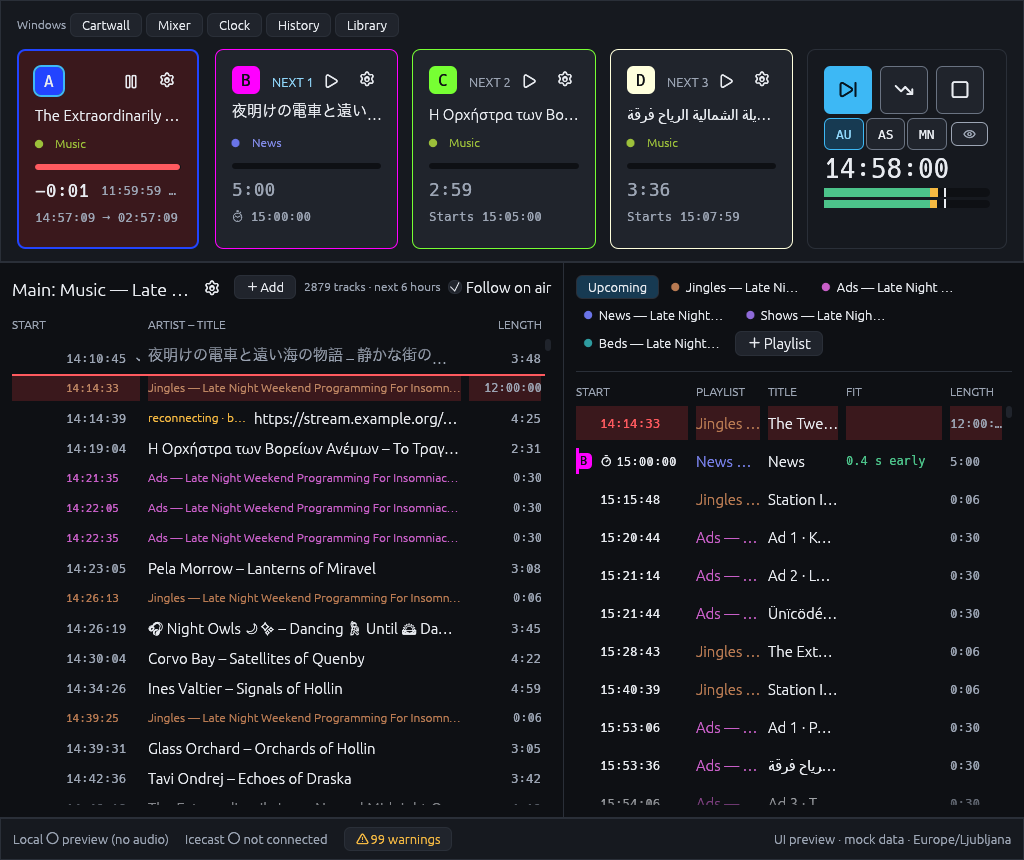 Windows Cartwall Mixer Clock History Library
A
The Extraordinarily …
Music
−0:01 11:59:59 …
14:57:09 → 02:57:09
B NEXT 1
夜明けの電車と遠い…
News
5:00
15:00:00
C NEXT 2
Η Ορχήστρα των Βο…
Music
2:59
Starts 15:05:00
D NEXT 3
…يلة الشمالية الرياح فرقة
Music
3:36
Starts 15:07:59
AU AS MN
14:58:00
Main: Music — Late … + Add 2879 tracks · next 6 hours Follow on air
START ARTIST – TITLE LENGTH
14:10:45 夜明けの電車と遠い海の物語 – 静かな街の… 3:48
14:14:33 Jingles — Late Night Weekend Programming For Insomn… 12:00:00
14:14:39 reconnecting · b… https://stream.example.org/… 4:25
14:19:04 Η Ορχήστρα των Βορείων Ανέμων – Το Τραγ… 2:31
14:21:35 Ads — Late Night Weekend Programming For Insomniac… 0:30
14:22:05 Ads — Late Night Weekend Programming For Insomniac… 0:30
14:22:35 Ads — Late Night Weekend Programming For Insomniac… 0:30
14:23:05 Pela Morrow – Lanterns of Miravel 3:08
14:26:13 Jingles — Late Night Weekend Programming For Insomn… 0:06
14:26:19 🎧 Night Owls 🌙✨ – Dancing 💃 Until 🌅 Da… 3:45
14:30:04 Corvo Bay – Satellites of Quenby 4:22
14:34:26 Ines Valtier – Signals of Hollin 4:59
14:39:25 Jingles — Late Night Weekend Programming For Insomn… 0:06
14:39:31 Glass Orchard – Orchards of Hollin 3:05
14:42:36 Tavi Ondrej – Echoes of Draska 3:42
Upcoming Jingles — Late Ni… Ads — Late Night …
News — Late Night… Shows — Late Nigh…
Beds — Late Night… + Playlist
START PLAYLIST TITLE FIT LENGTH
14:14:33 Jingles … The Twe… 12:00:…
B 15:00:00 News … News 0.4 s early 5:00
15:15:48 Jingles … Station I… 0:06
15:20:44 Ads — … Ad 1 · K… 0:30
15:21:14 Ads — … Ad 2 · L… 0:30
15:21:44 Ads — … Ünïcödé… 0:30
15:28:43 Jingles … The Ext… 0:06
15:40:39 Jingles … Station I… 0:06
15:53:06 Ads — … Ad 1 · P… 0:30
15:53:36 Ads — … …رياح فرقة 0:30
15:54:06 Ads — … Ad 3 · T… 0:30
Local preview (no audio) Icecast not connected ⚠ 99 warnings UI preview · mock data · Europe/Ljubljana